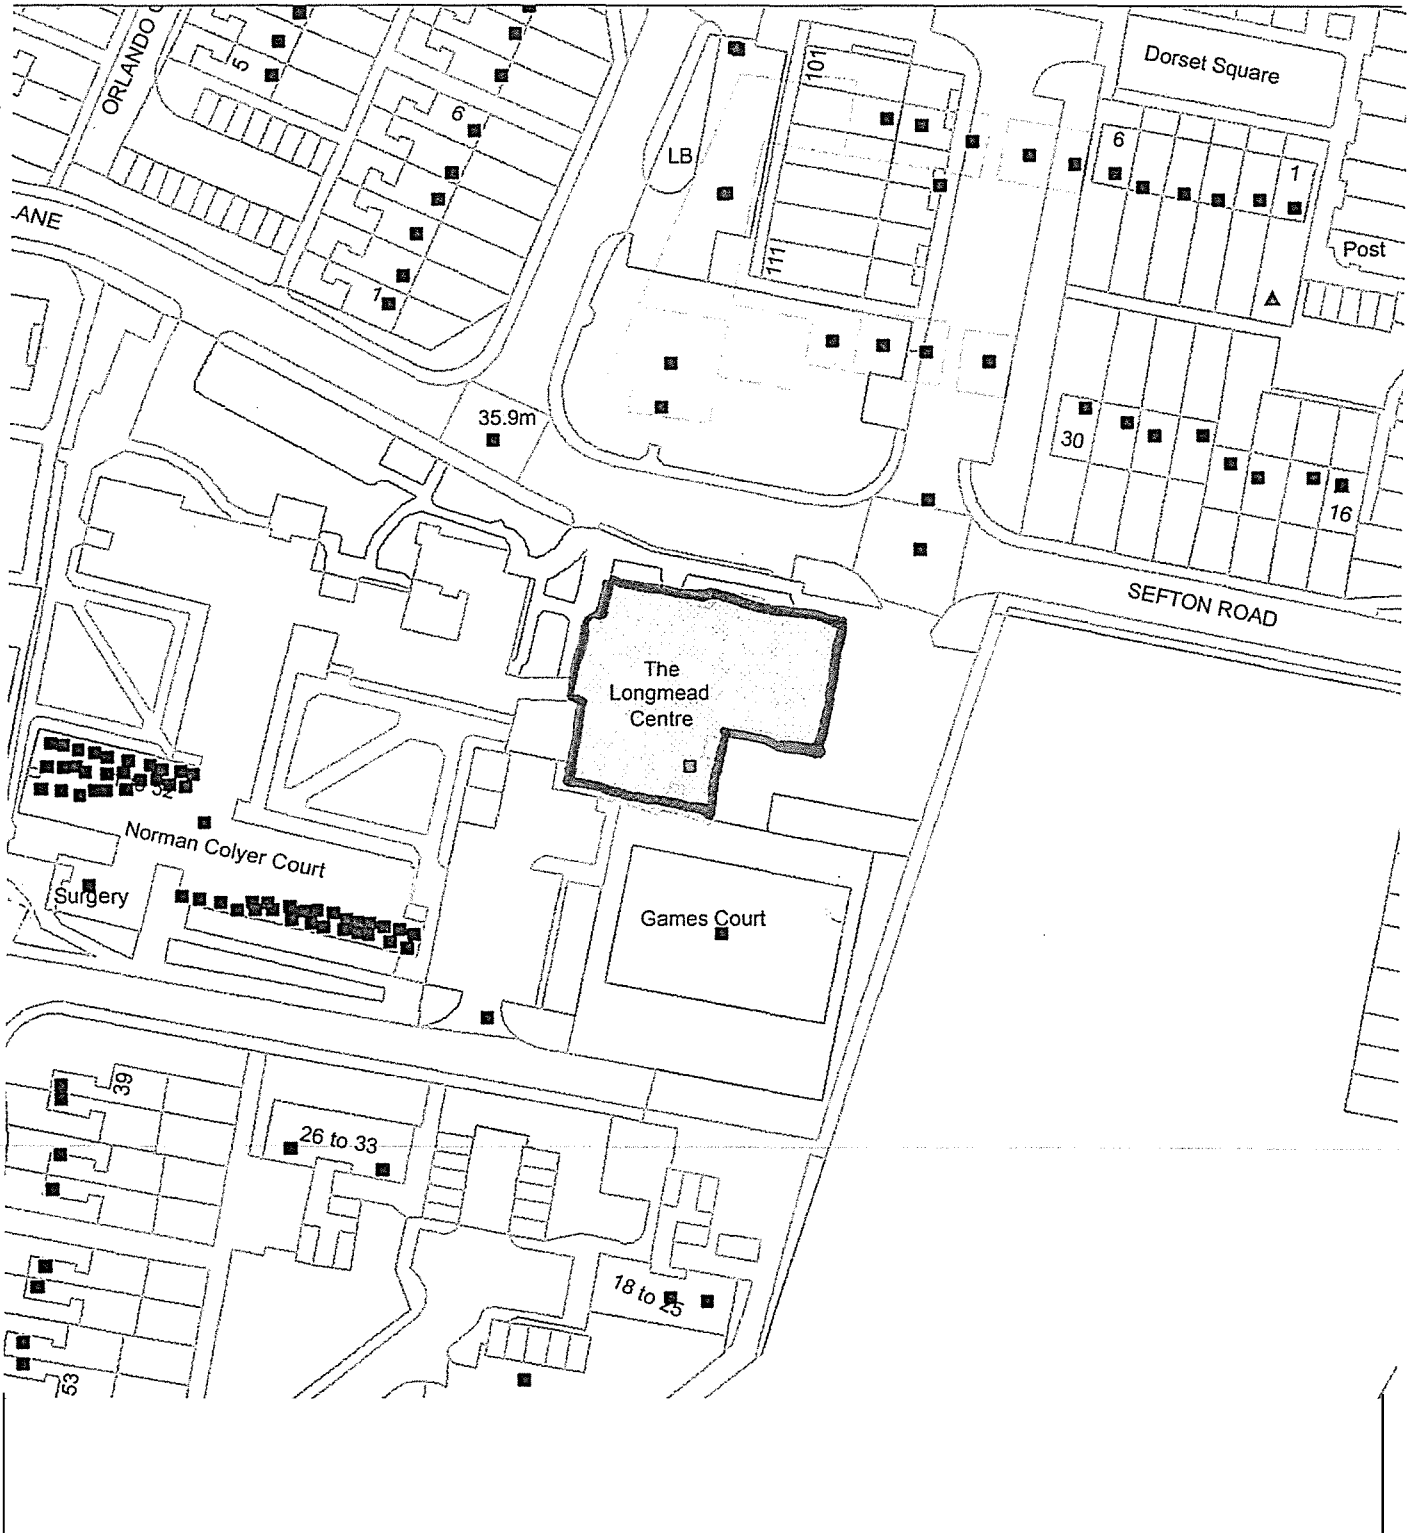 ORLANDO
5
6
101
Dorset Square
LB
6
1
ANE
111
Post
1
35.9m
30
16
SEFTON ROAD
The
Longmead
Centre
Norman Colyer Court
Surgery
Games Court
39
26 to 33
18 to 25
53